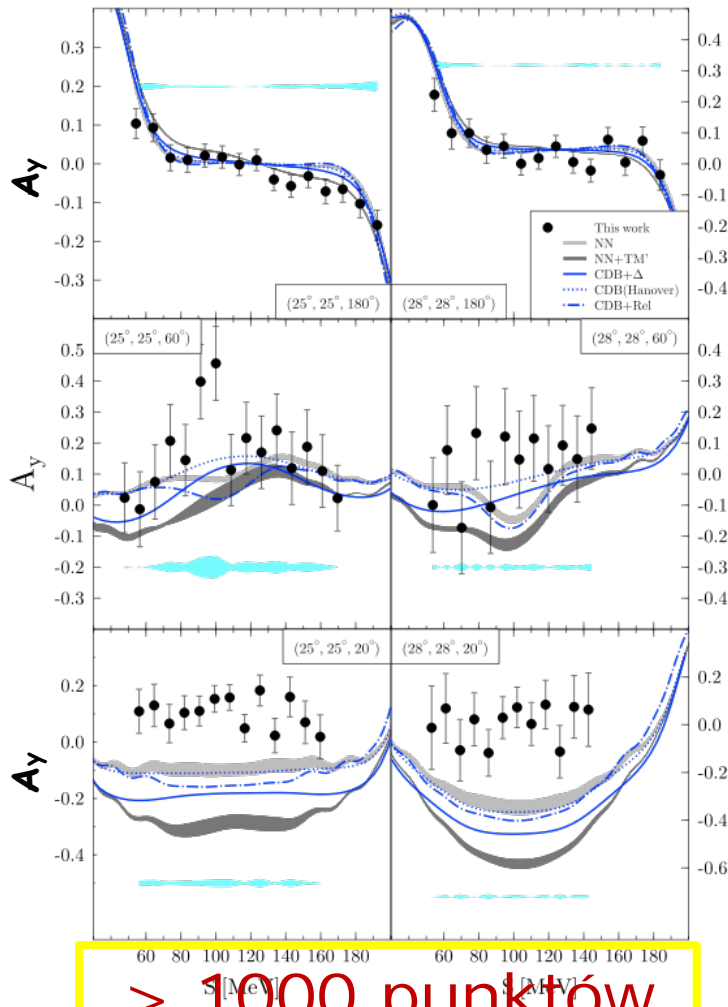 0.3
0.2
0.1
0.0
-0.1
-0.2
-0.3
Ay
0.4
0.3
0.2
0.1
0.0
-0.1
-0.2
-0.3
-0.4
This work
NN
NN+TM'
CDB+Δ
CDB(Hanover)
CDB+Rel
(25°, 25°, 180°)
(28°, 28°, 180°)
0.5
0.4
0.3
0.2
0.1
0.0
-0.1
-0.2
-0.3
Ay
(25°, 25°, 60°)
(28°, 28°, 60°)
0.4
0.3
0.2
0.1
0.0
-0.1
-0.2
-0.3
-0.4
0.2
0.0
-0.2
-0.4
Ay
(25°, 25°, 20°)
(28°, 28°, 20°)
0.2
0.0
-0.2
-0.4
-0.6
60 80 100 120 140 160 180
60 80 100 120 140 160 180
S [MeV]
S [MeV]
> 1000 punktów